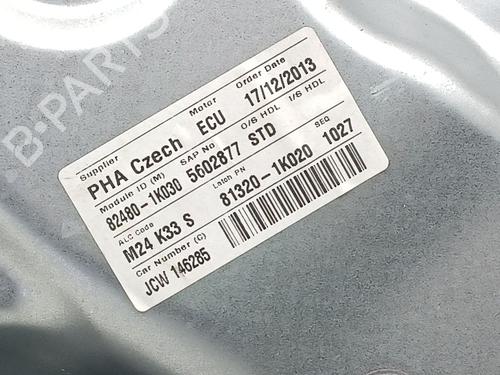 B-PARTS
Supplier Motor Order Date
PHA Czech ECU 17/12/2013
Module ID (M) SAP No O/S HDL I/S HDL
82480-1K030 5602877 STD
ALC Code Latch PN SEQ
M24 K33 S 81320-1K020 1027
Car Number (C)
JCW 146285